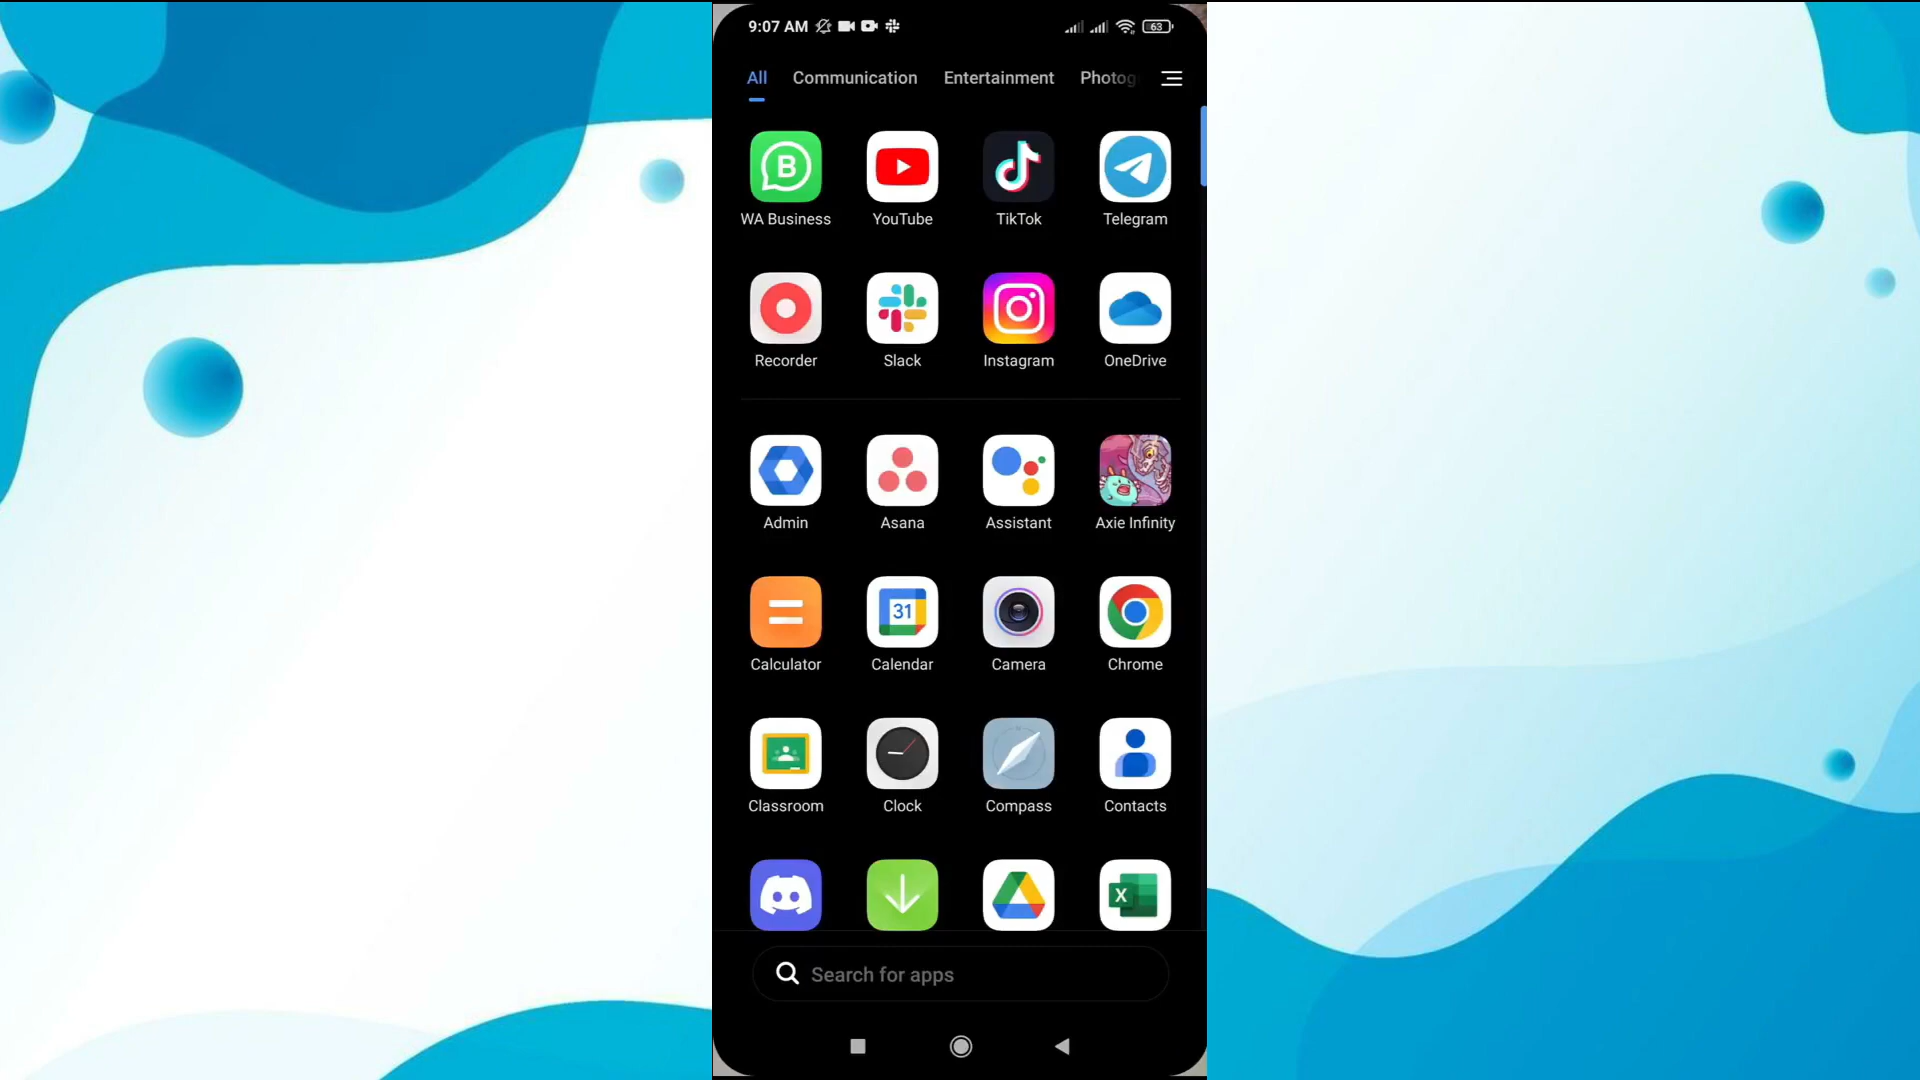 9:07 AM 63
All Communication Entertainment Photog
B
WA Business YouTube TikTok Telegram
Recorder Slack Instagram OneDrive
Admin Asana Assistant Axie Infinity
31
Calculator Calendar Camera Chrome
Classroom Clock Compass Contacts
X
Search for apps